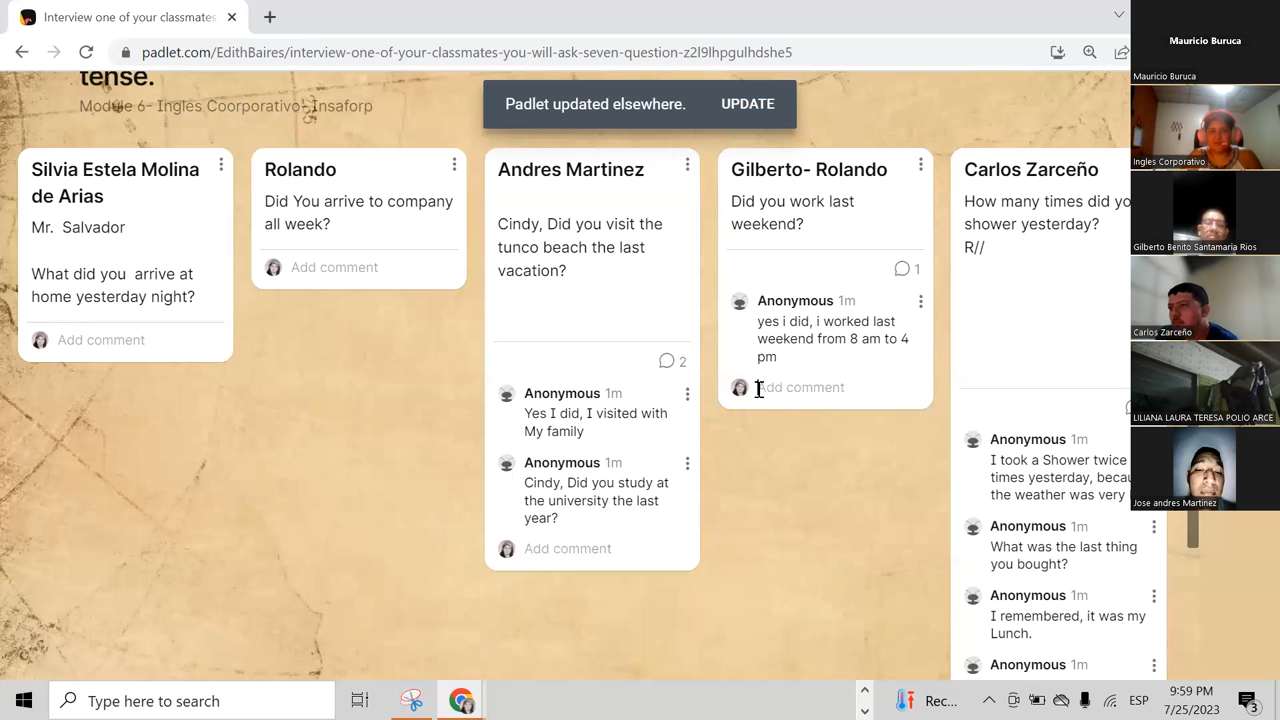 Interview one of your classmates
padlet.com/EdithBaires/interview-one-of-your-classmates-you-will-ask-seven-question-z2l9lhpgulhdshe5
tense.
Module 6- Ingles Coorporativo- Insaforp
Padlet updated elsewhere. UPDATE
Silvia Estela Molina
de Arias
Mr. Salvador
What did you arrive at
home yesterday night?
Add comment
Rolando
Did You arrive to company
all week?
Add comment
Andres Martinez
Cindy, Did you visit the
tunco beach the last
vacation?
2
Anonymous 1m
Yes I did, I visited with
My family
Anonymous 1m
Cindy, Did you study at
the university the last
year?
Add comment
Gilberto- Rolando
Did you work last
weekend?
1
Anonymous 1m
yes i did, i worked last
weekend from 8 am to 4
pm
Add comment
Carlos Zarceño
How many times did yo
shower yesterday?
R//
Anonymous 1m
I took a Shower twice
times yesterday, becau
the weather was very
Anonymous 1m
What was the last thing
you bought?
Anonymous 1m
I remembered, it was my
Lunch.
Anonymous 1m
Mauricio Buruca
Mauricio Buruca
Ingles Corporativo
Gilberto Benito Santamaria Rios
Carlos Zarceño
LILIANA LAURA TERESA POLIO ARCE
Jose andres Martinez
Type here to search
Rec...
ESP
9:59 PM
7/25/2023
3